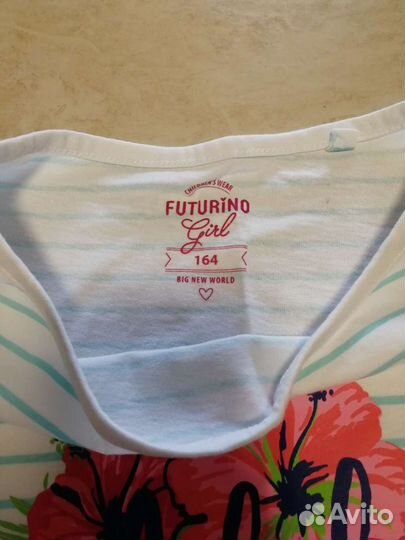 CHILDREN'S WEAR
FUTURiNO
Girl
164
BIG NEW WORLD
Avito